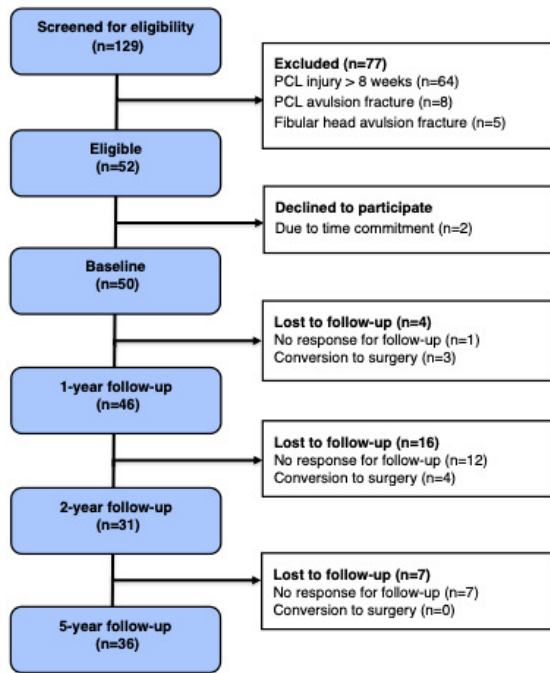 Screened for eligibility
(n=129)
Excluded (n=77)
PCL injury > 8 weeks (n=64)
PCL avulsion fracture (n=8)
Fibular head avulsion fracture (n=5)
Eligible
(n=52)
Declined to participate
Due to time commitment (n=2)
Baseline
(n=50)
Lost to follow-up (n=4)
No response for follow-up (n=1)
Conversion to surgery (n=3)
1-year follow-up
(n=46)
Lost to follow-up (n=16)
No response for follow-up (n=12)
Conversion to surgery (n=4)
2-year follow-up
(n=31)
Lost to follow-up (n=7)
No response for follow-up (n=7)
Conversion to surgery (n=0)
5-year follow-up
(n=36)